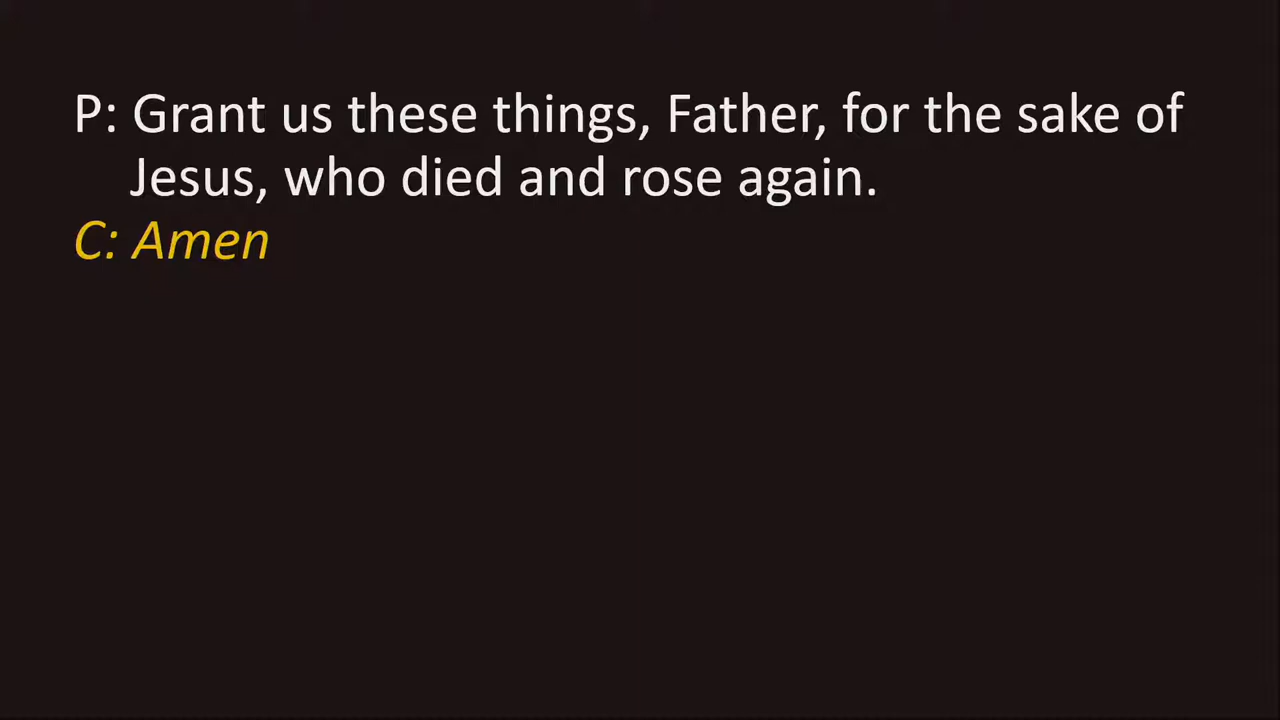 P: Grant us these things, Father, for the sake of
Jesus, who died and rose again.
C: Amen